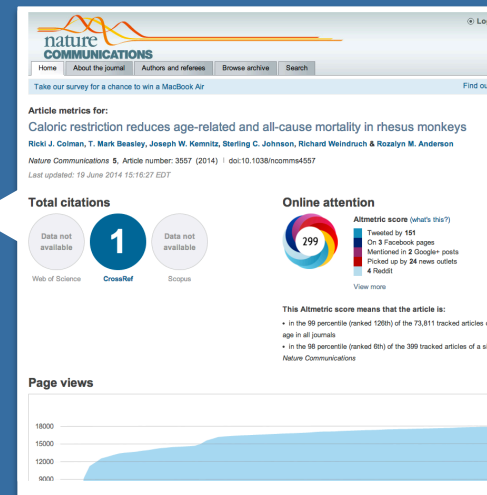 Lo
nature
COMMUNICATIONS
Home About the journal Authors and referees Browse archive Search
Take our survey for a chance to win a MacBook Air Find ou
Article metrics for:
Caloric restriction reduces age-related and all-cause mortality in rhesus monkeys
Ricki J. Colman, T. Mark Beasley, Joseph W. Kemnitz, Sterling C. Johnson, Richard Weindruch & Rozalyn M. Anderson
Nature Communications 5, Article number: 3557 (2014) | doi:10.1038/ncomms4557
Last updated: 19 June 2014 15:16:27 EDT
Total citations
Data not
available
1
Data not
available
Web of Science CrossRef Scopus
Online attention
299
Altmetric score (what's this?)
Tweeted by 151
On 3 Facebook pages
Mentioned in 2 Google+ posts
Picked up by 24 news outlets
4 Reddit
View more
This Altmetric score means that the article is:
• in the 99 percentile (ranked 126th) of the 73,811 tracked articles
age in all journals
• in the 98 percentile (ranked 6th) of the 399 tracked articles of a si
Nature Communications
Page views
18000
15000
12000
9000